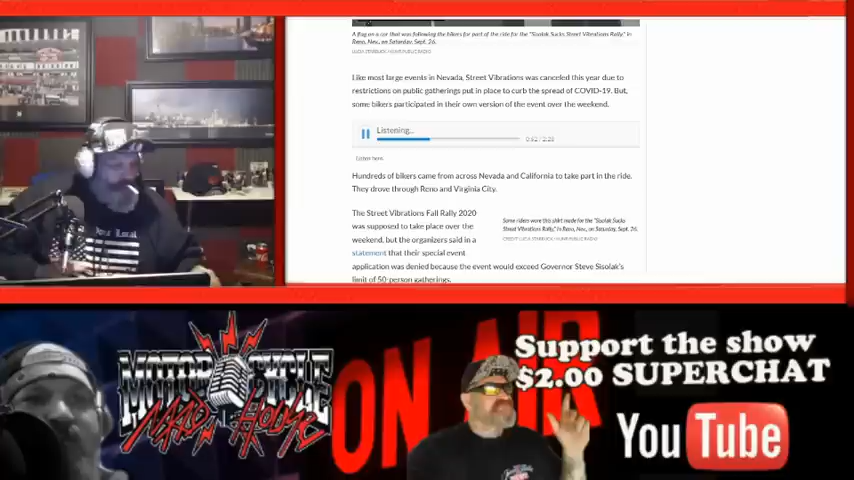 A flag on a car that was following the bikers for part of the ride for the "Sisolak Sucks Street Vibrations Rally," in
Reno, Nev., on Saturday, Sept. 26.
Like most large events in Nevada, Street Vibrations was canceled this year due to
restrictions on public gatherings put in place to curb the spread of COVID-19. But,
some bikers participated in their own version of the event over the weekend.
Listening...
Listen here.
Hundreds of bikers came from across Nevada and California to take part in the ride.
They drove through Reno and Virginia City.
The Street Vibrations Fall Rally 2020
was supposed to take place over the
weekend, but the organizers said in a
statement that their special event
application was denied because the event would exceed Governor Steve Sisolak's
limit of 50-person gatherings.
Some riders wore this shirt made for the "Sisolak Sucks
Street Vibrations Rally," in Reno, Nev., on Saturday, Sept. 26.
Local
MOTORCYCLE
MAD HOUSE
ON AIR
Support the show
$2.00 SUPERCHAT
YouTube